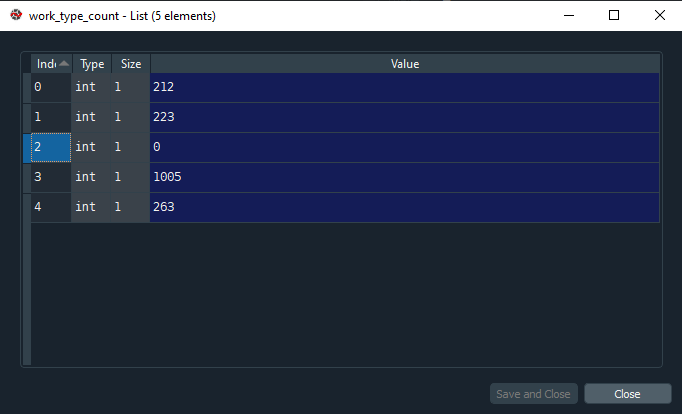 work_type_count - List (5 elements)
Inde Type Size Value
0 int 1 212
1 int 1 223
2 int 1 0
3 int 1 1005
4 int 1 263
Save and Close Close